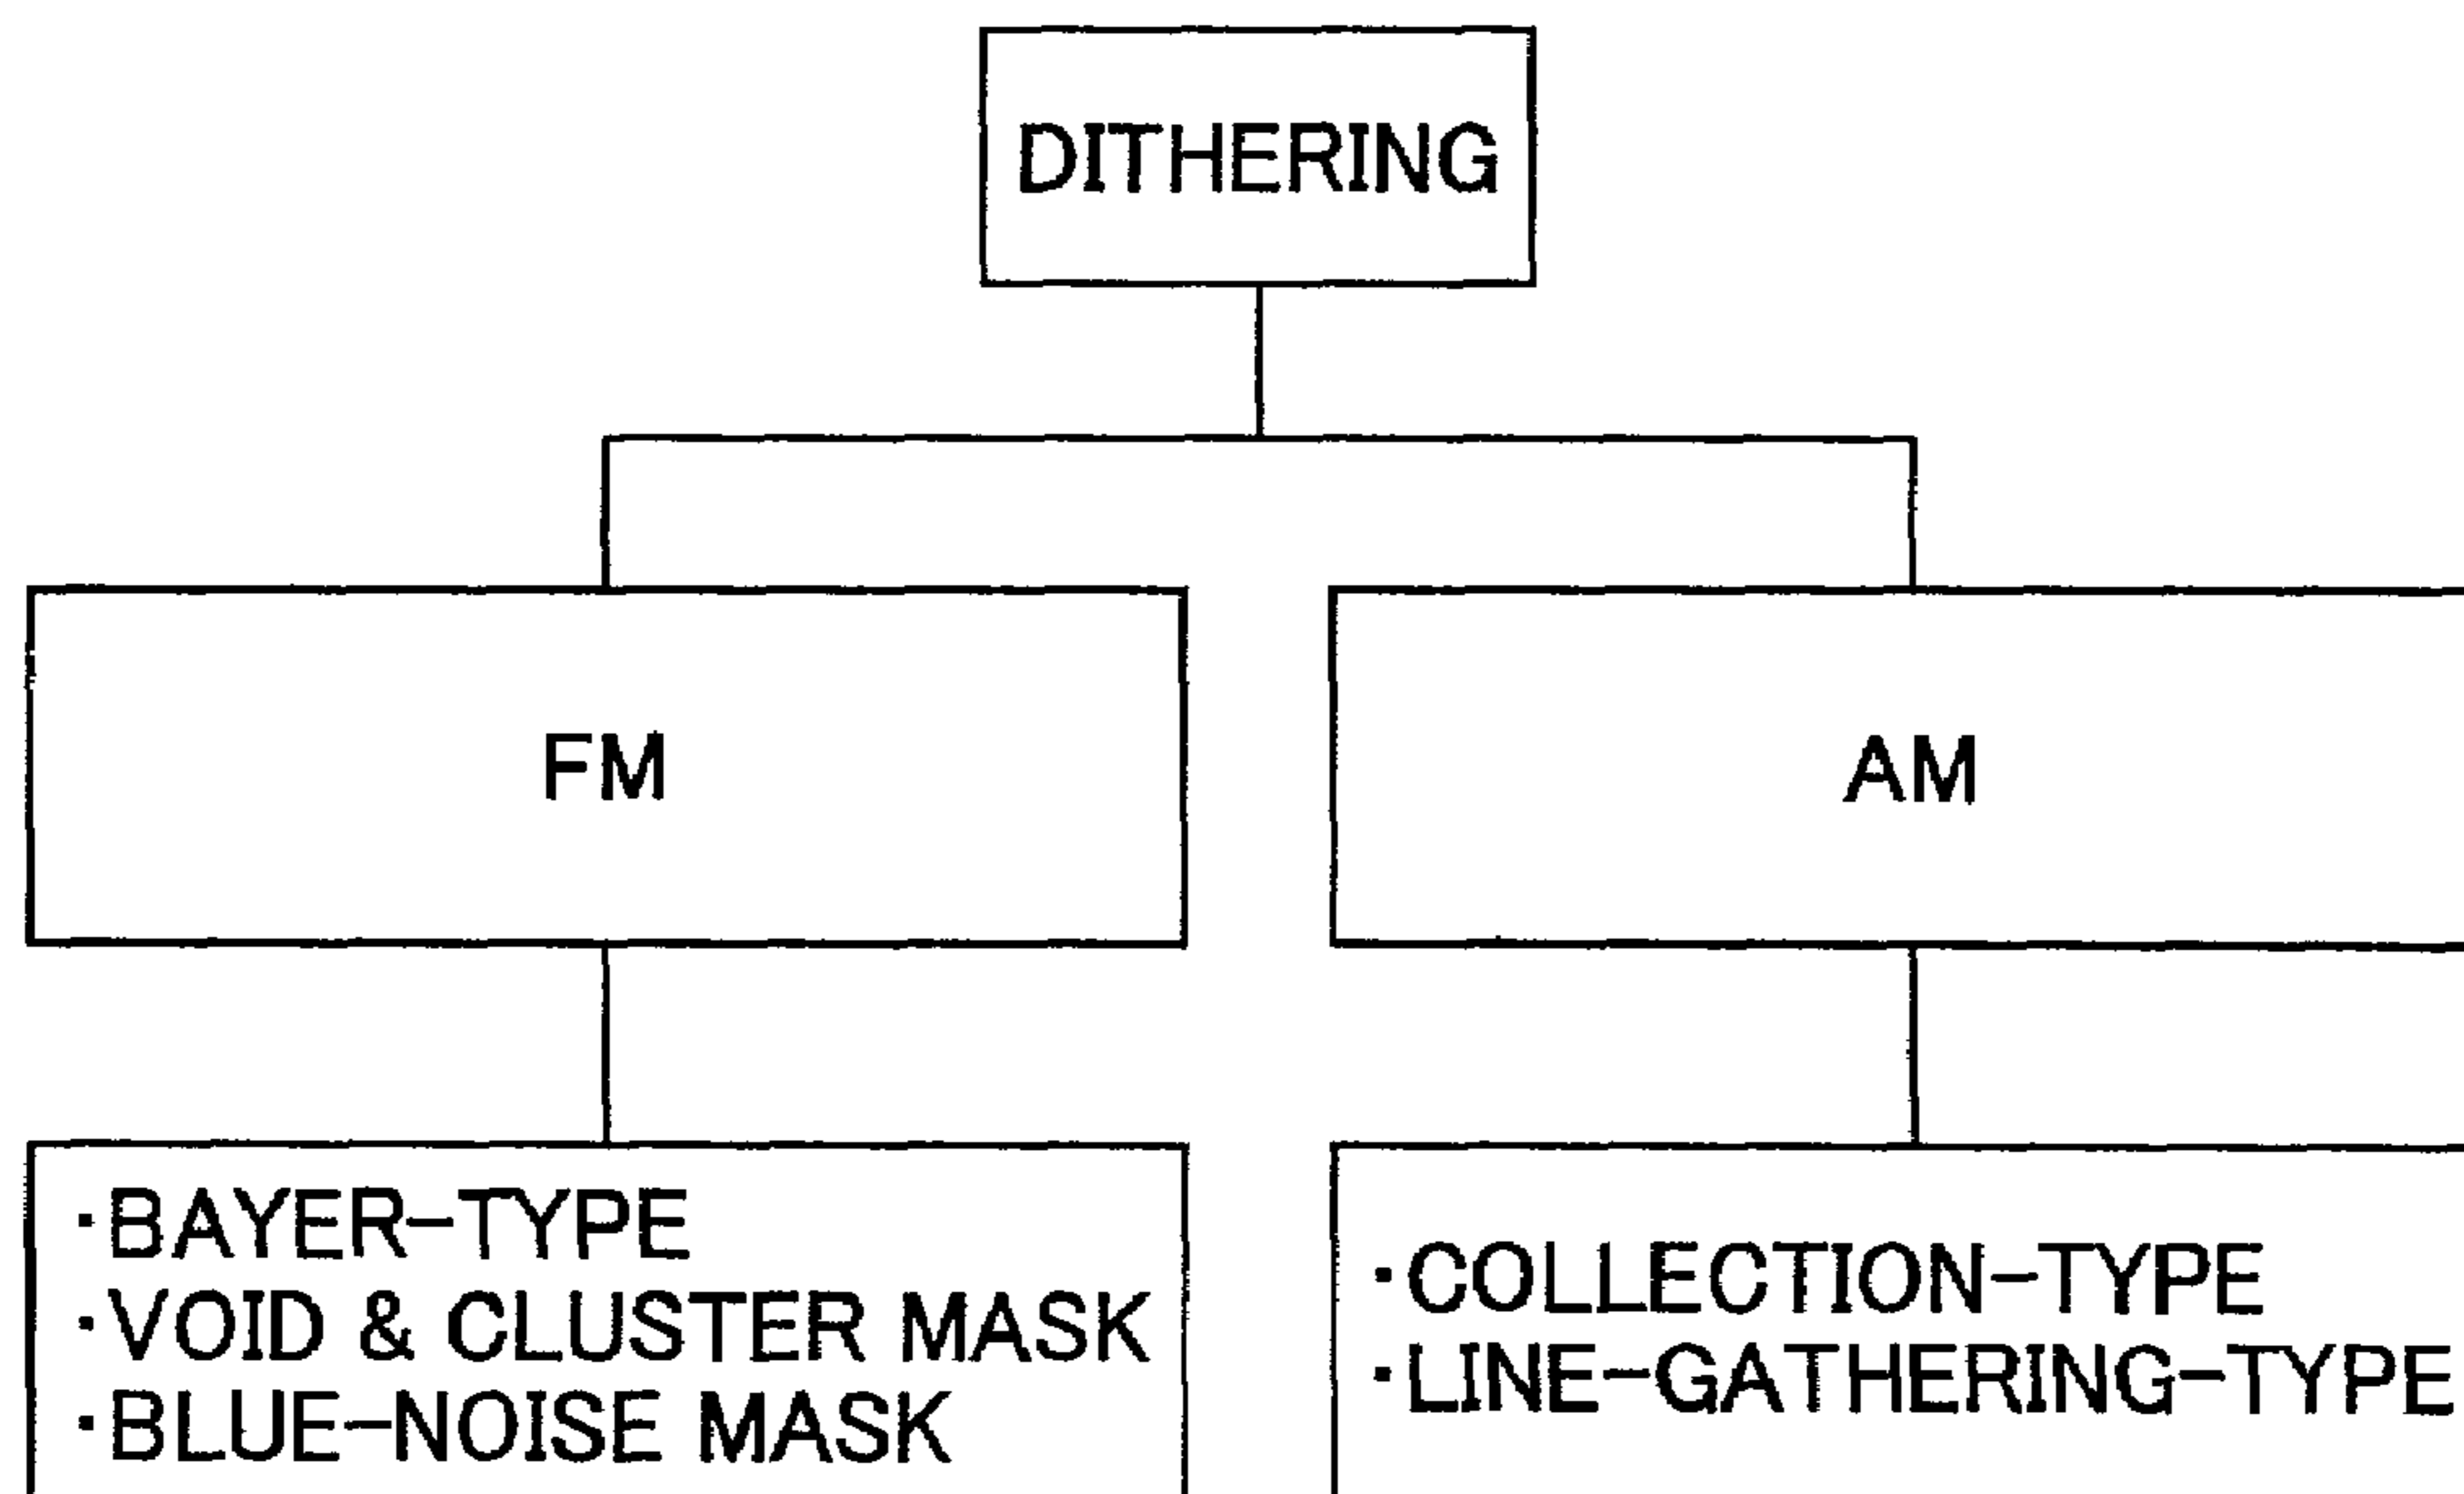 DITHERING
FM
AM
·BAYER-TYPE
·VOID & CLUSTER MASK
·BLUE-NOISE MASK
·COLLECTION-TYPE
·LINE-GATHERING-TYPE